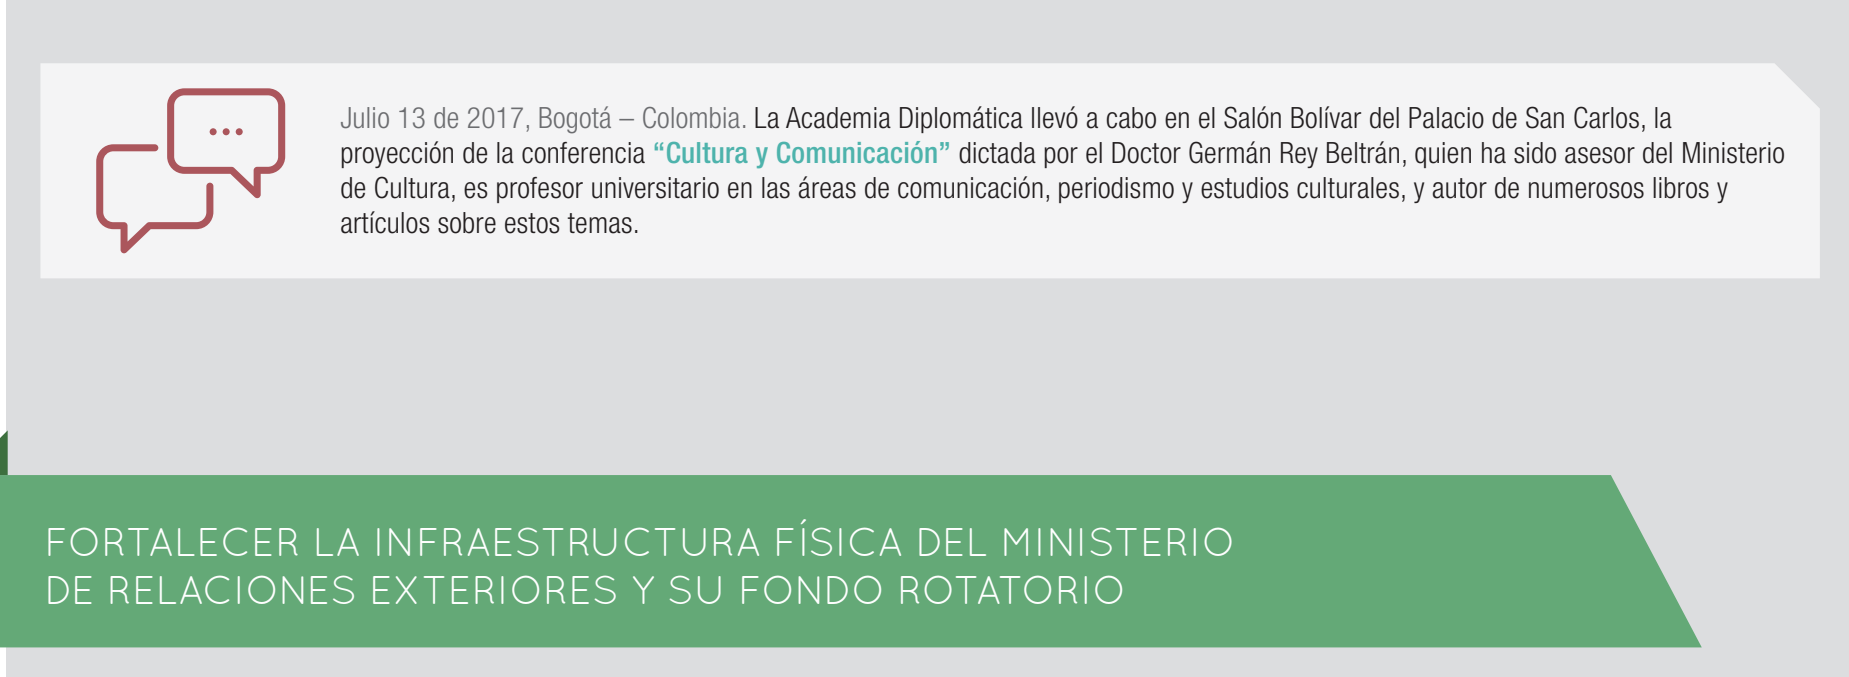 Julio 13 de 2017, Bogotá – Colombia. La Academia Diplomática llevó a cabo en el Salón Bolívar del Palacio de San Carlos, la
proyección de la conferencia “Cultura y Comunicación” dictada por el Doctor Germán Rey Beltrán, quien ha sido asesor del Ministerio
de Cultura, es profesor universitario en las áreas de comunicación, periodismo y estudios culturales, y autor de numerosos libros y
artículos sobre estos temas.
FORTALECER LA INFRAESTRUCTURA FÍSICA DEL MINISTERIO
DE RELACIONES EXTERIORES Y SU FONDO ROTATORIO